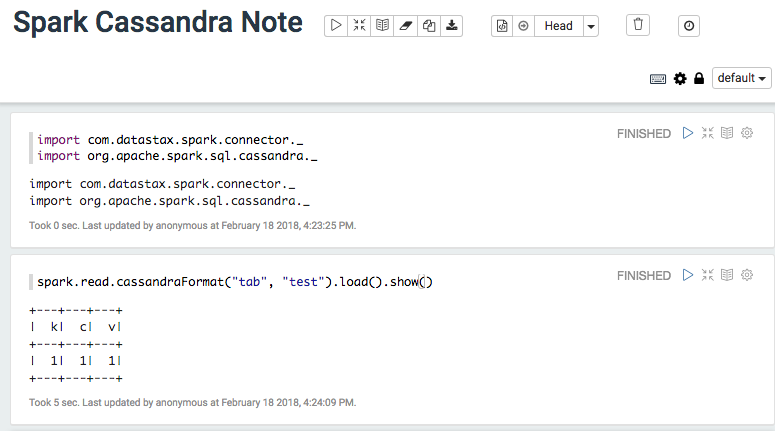 Spark Cassandra Note
Head
default
import com.datastax.spark.connector._
import org.apache.spark.sql.cassandra._
FINISHED
import com.datastax.spark.connector._
import org.apache.spark.sql.cassandra._
Took 0 sec. Last updated by anonymous at February 18 2018, 4:23:25 PM.
spark.read.cassandraFormat("tab", "test").load().show()
FINISHED
+---+---+---+
|  k|  c|  v|
+---+---+---+
|  1|  1|  1|
+---+---+---+
Took 5 sec. Last updated by anonymous at February 18 2018, 4:24:09 PM.